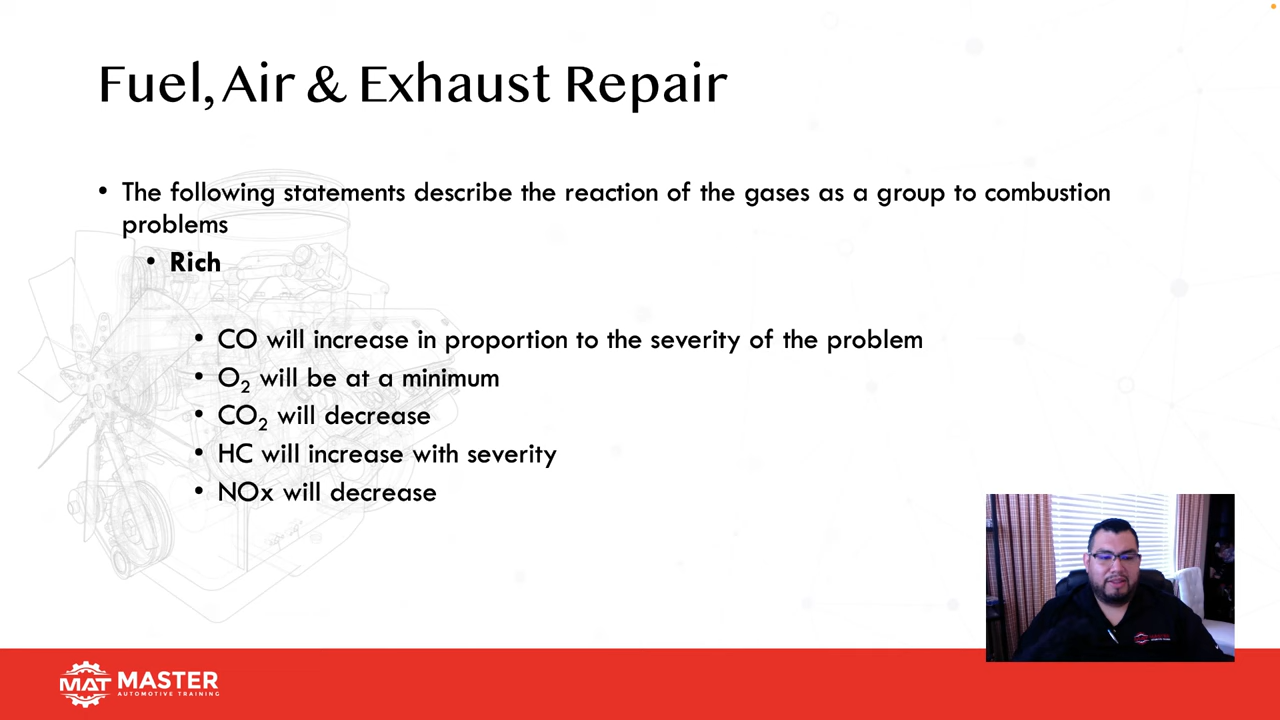 Fuel, Air & Exhaust Repair
• The following statements describe the reaction of the gases as a group to combustion
problems
• Rich
• CO will increase in proportion to the severity of the problem
• O₂ will be at a minimum
• CO₂ will decrease
• HC will increase with severity
• NOx will decrease
MAT MASTER
AUTOMOTIVE TRAINING